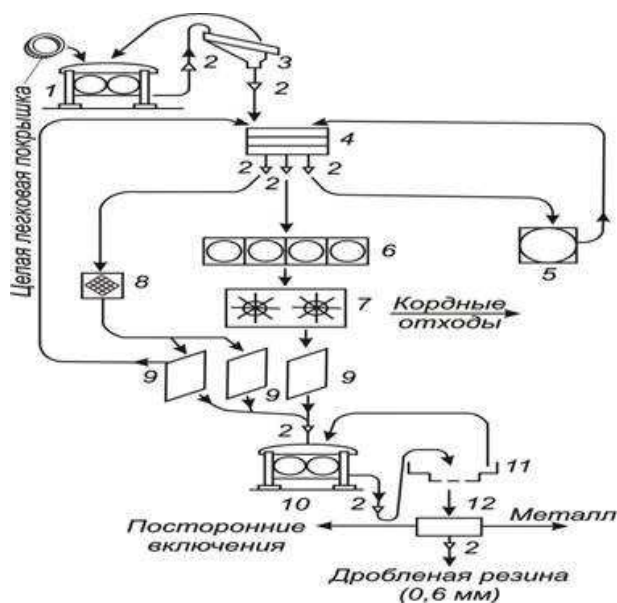 Целая легковая покрышка
1
2
3
2
4
2
2
2
5
6
7
Кордные
отходы
8
9
9
9
2
10
2
11
12
Посторонние
включения
Металл
2
Дробленая резина
(0,6 мм)